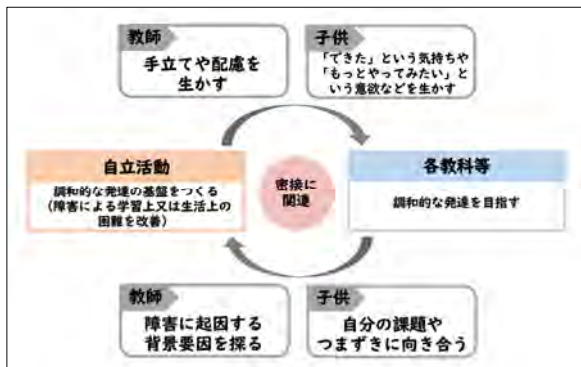 教師
手立てや配慮を
生かす
子供
「できた」という気持ちや
「もっとやってみたい」と
いう意欲などを生かす
自立活動
調和的な発達の基盤をつくる
（障害による学習上又は生活上の
困難を改善）
密接に
関連
各教科等
調和的な発達を目指す
教師
障害に起因する
背景要因を探る
子供
自分の課題や
つまずきに向き合う